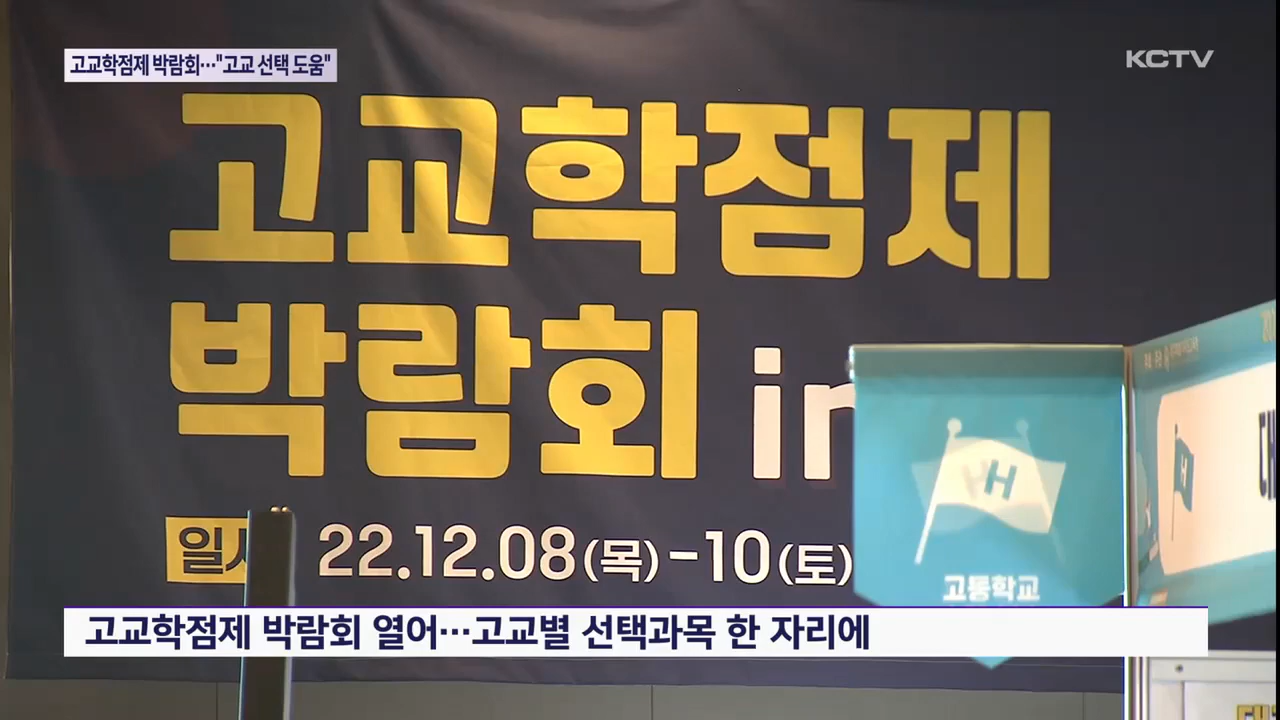 고교학점제 박람회…"고교 선택 도움"
KCTV
고교학점제
박람회 in
22.12.08(목)-10(토)
H
고등학교
고교학점제 박람회 열어…고교별 선택과목 한 자리에